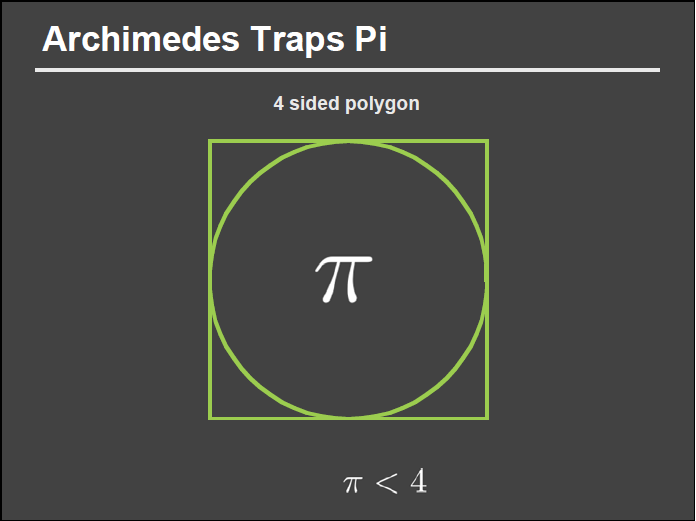 Archimedes Traps Pi
4 sided polygon
π
π < 4